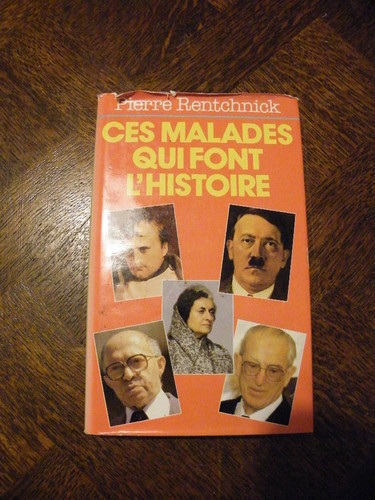 Pierre Rentchnick
CES MALADES
QUI FONT
L'HISTOIRE